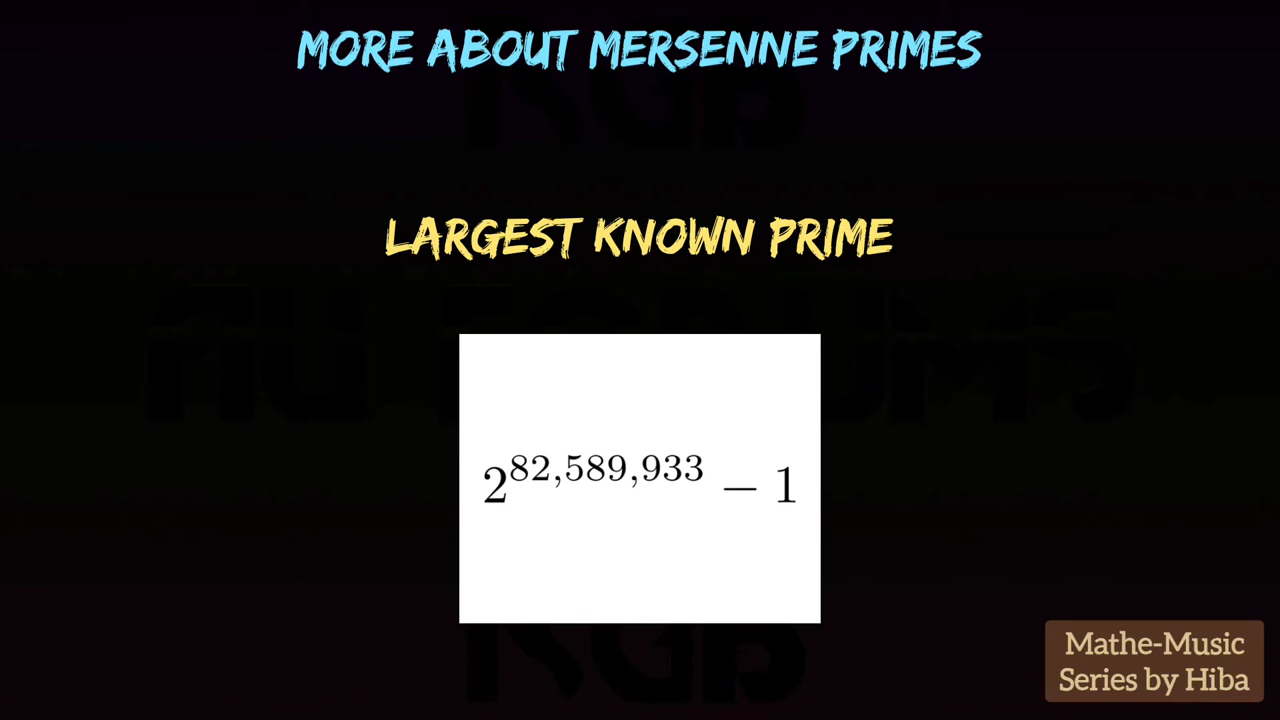 MORE ABOUT MERSENNE PRIMES
LARGEST KNOWN PRIME
2^82,589,933 − 1
Mathe-Music
Series by Hiba